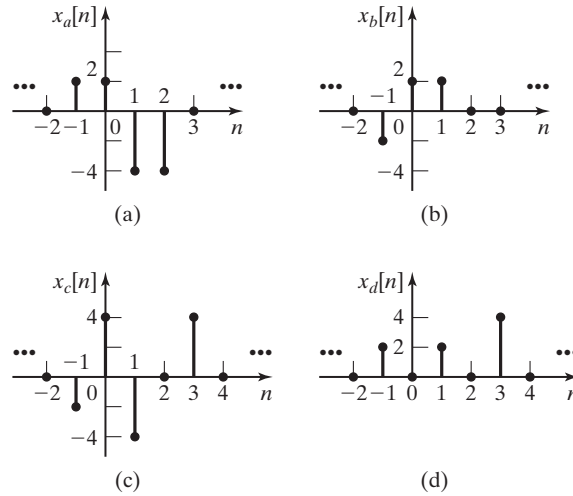 xₐ[n] x_b[n]
2 1 2 −1 2
••• ••• ••• •••
−2 −1 0 3 n −2 0 1 2 3 n
−4 −4
(a) (b)
x_c[n] x_d[n]
4 4
••• −1 1 ••• ••• 2 •••
−2 0 2 3 4 n −2 −1 0 1 2 3 4 n
−4
(c) (d)